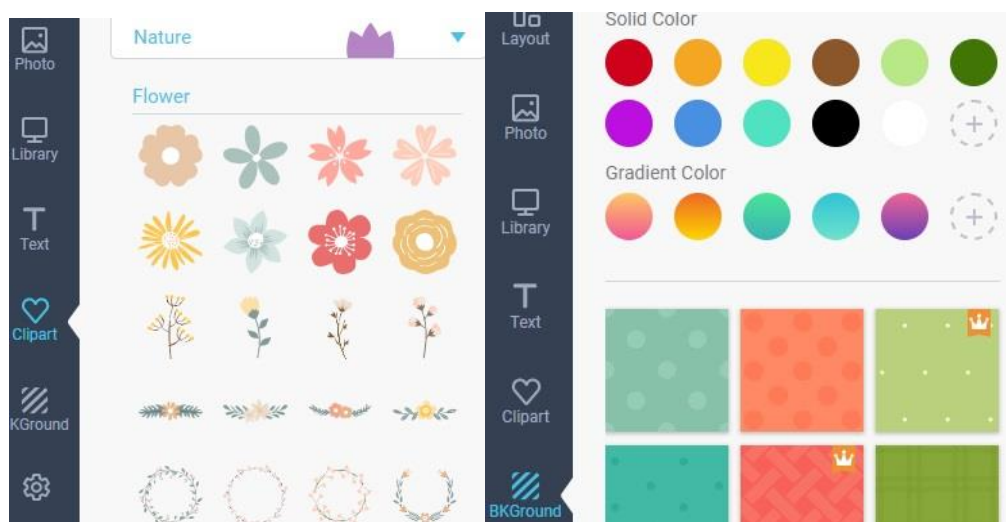 Photo
Library
Text
Clipart
KGround
Nature
Flower
Layout
Photo
Library
Text
Clipart
BKGround
Solid Color
Gradient Color